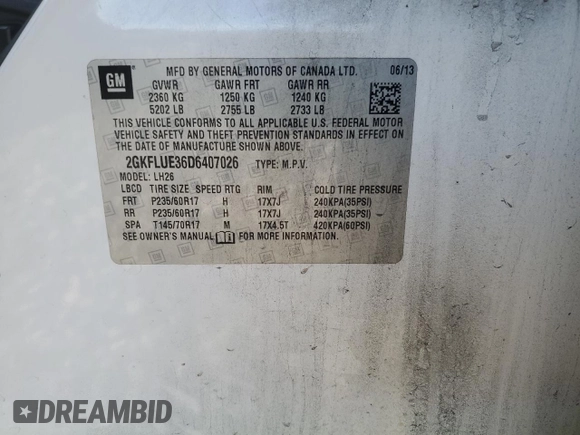 GM
MFD BY GENERAL MOTORS OF CANADA LTD. 06/13
GVWR GAWR FRT GAWR RR
2360 KG 1250 KG 1240 KG
5202 LB 2755 LB 2733 LB
THIS VEHICLE CONFORMS TO ALL APPLICABLE U.S. FEDERAL MOTOR
VEHICLE SAFETY AND THEFT PREVENTION STANDARDS IN EFFECT ON
THE DATE OF MANUFACTURE SHOWN ABOVE.
2GKFLUE36D6407026 TYPE: M.P.V.
MODEL: LH26
LBCD TIRE SIZE SPEED RTG RIM COLD TIRE PRESSURE
FRT P235/60R17 H 17X7J 240KPA(35PSI)
RR P235/60R17 H 17X7J 240KPA(35PSI)
SPA T145/70R17 M 17X4.5T 420KPA(60PSI)
SEE OWNER'S MANUAL FOR MORE INFORMATION.
DREAMBID